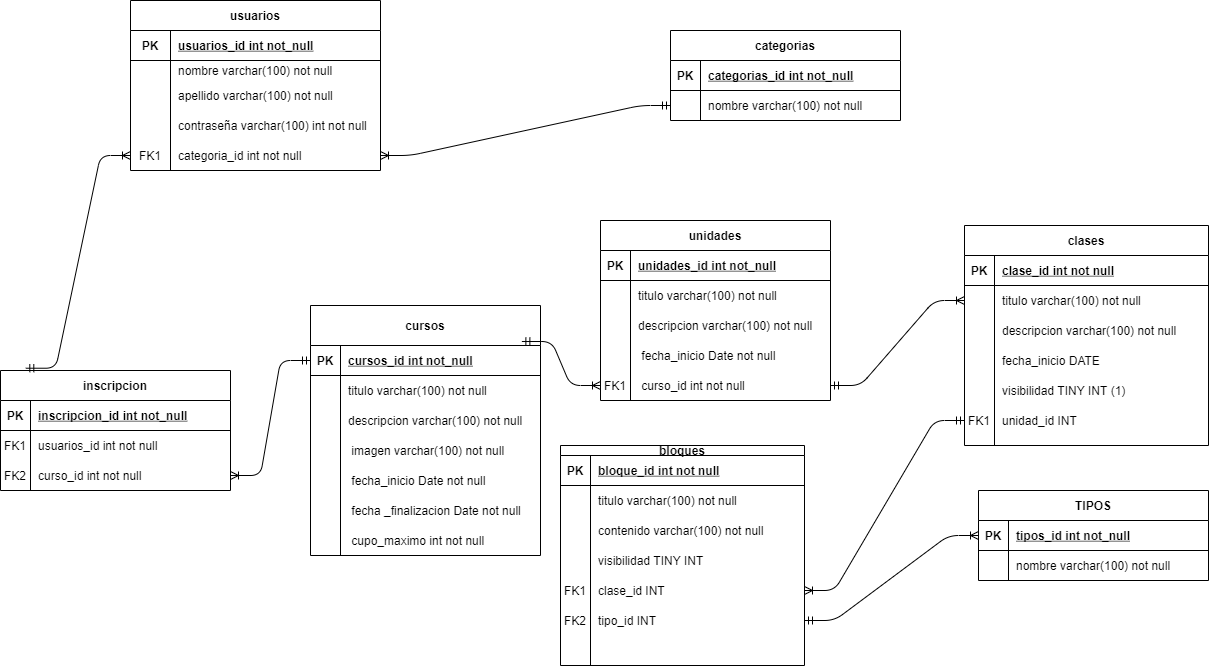 usuarios
PK usuarios_id int not_null
nombre varchar(100) not null
apellido varchar(100) not null
contraseña varchar(100) int not null
FK1 categoria_id int not null
categorias
PK categorias_id int not_null
nombre varchar(100) not null
unidades
PK unidades_id int not_null
titulo varchar(100) not null
descripcion varchar(100) not null
fecha_inicio Date not null
FK1 curso_id int not null
clases
PK clase_id int not null
titulo varchar(100) not null
descripcion varchar(100) not null
fecha_inicio DATE
visibilidad TINY INT (1)
FK1 unidad_id INT
cursos
PK cursos_id int not_null
titulo varchar(100) not null
descripcion varchar(100) not null
imagen varchar(100) not null
fecha_inicio Date not null
fecha _finalizacion Date not null
cupo_maximo int not null
inscripcion
PK inscripcion_id int not_null
FK1 usuarios_id int not null
FK2 curso_id int not null
bloques
PK bloque_id int not null
titulo varchar(100) not null
contenido varchar(100) not null
visibilidad TINY INT
FK1 clase_id INT
FK2 tipo_id INT
TIPOS
PK tipos_id int not_null
nombre varchar(100) not null